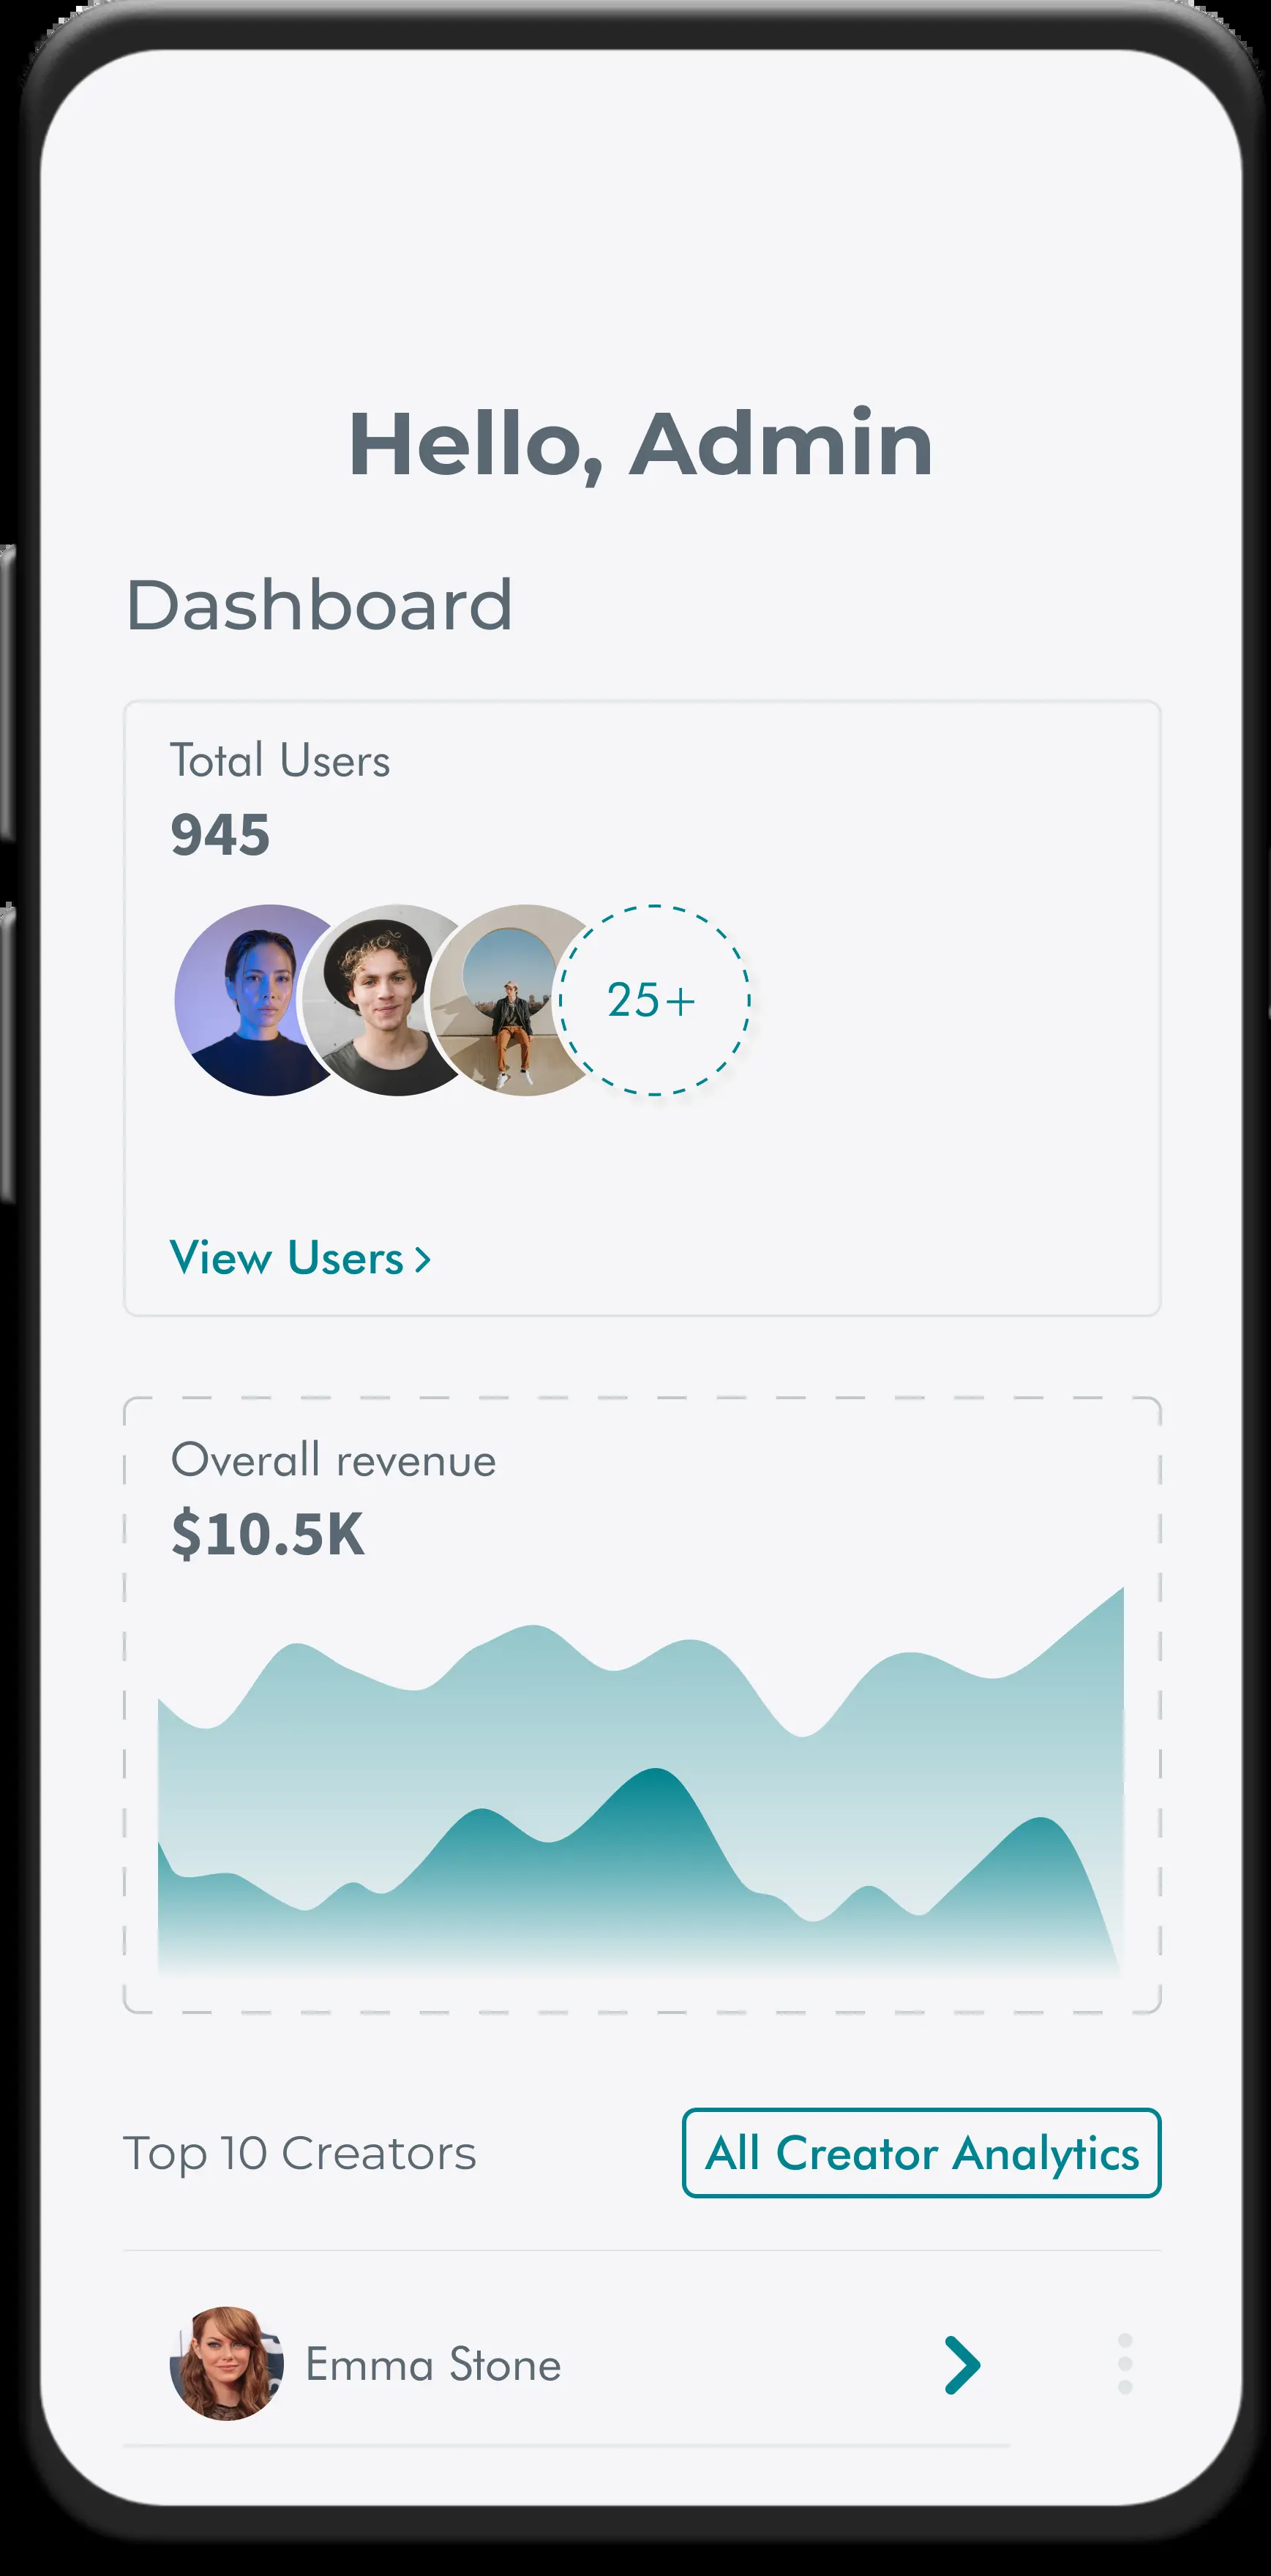 Hello, Admin
Dashboard
Total Users
945
25+
View Users
Overall revenue
$10.5K
Top 10 Creators
All Creator Analytics
Emma Stone